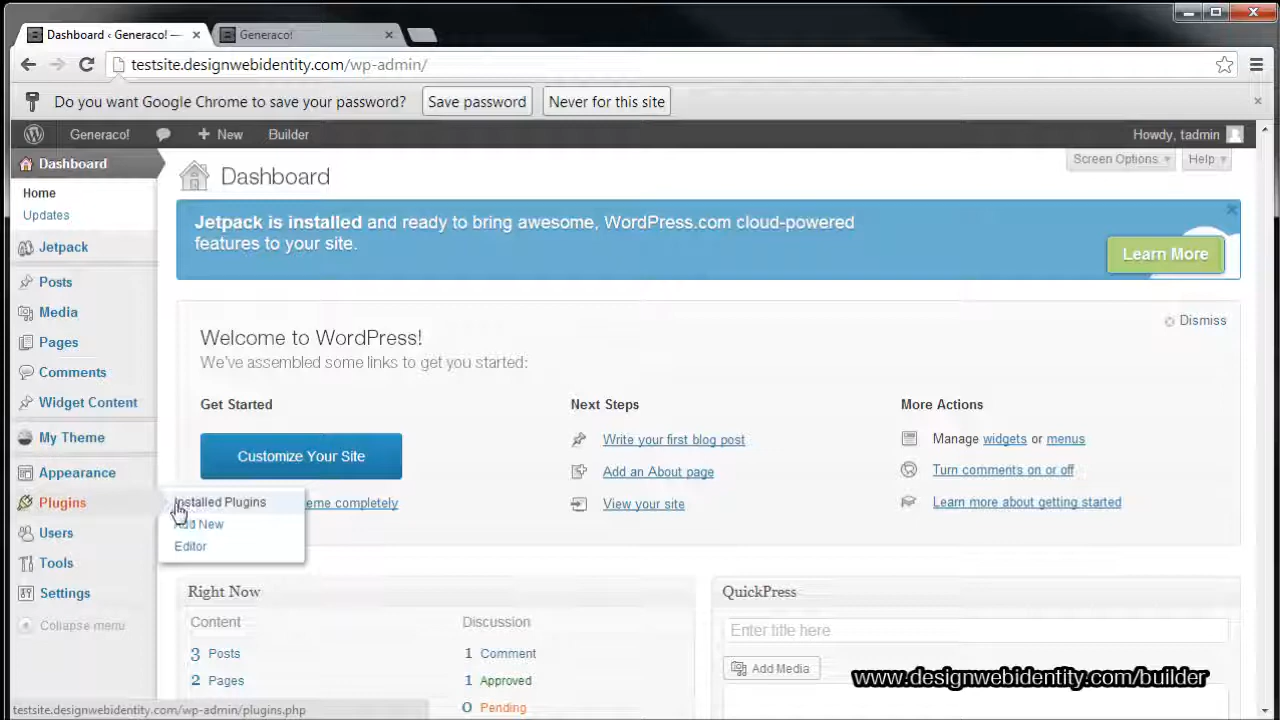 Dashboard ‹ Generaco! —
Generaco!
testsite.designwebidentity.com/wp-admin/
Do you want Google Chrome to save your password?
Save password
Never for this site
Generaco!
New
Builder
Howdy, tadmin
Dashboard
Home
Updates
Jetpack
Posts
Media
Pages
Comments
Widget Content
My Theme
Appearance
Plugins
Users
Tools
Settings
Collapse menu
Installed Plugins
Add New
Editor
Dashboard
Screen Options
Help
Jetpack is installed and ready to bring awesome, WordPress.com cloud-powered
features to your site.
Learn More
Welcome to WordPress!
Dismiss
We've assembled some links to get you started:
Get Started
Customize Your Site
eme completely
Next Steps
Write your first blog post
Add an About page
View your site
More Actions
Manage widgets or menus
Turn comments on or off
Learn more about getting started
Right Now
Content
3 Posts
2 Pages
Discussion
1 Comment
1 Approved
0 Pending
QuickPress
Enter title here
Add Media
www.designwebidentity.com/builder
testsite.designwebidentity.com/wp-admin/plugins.php